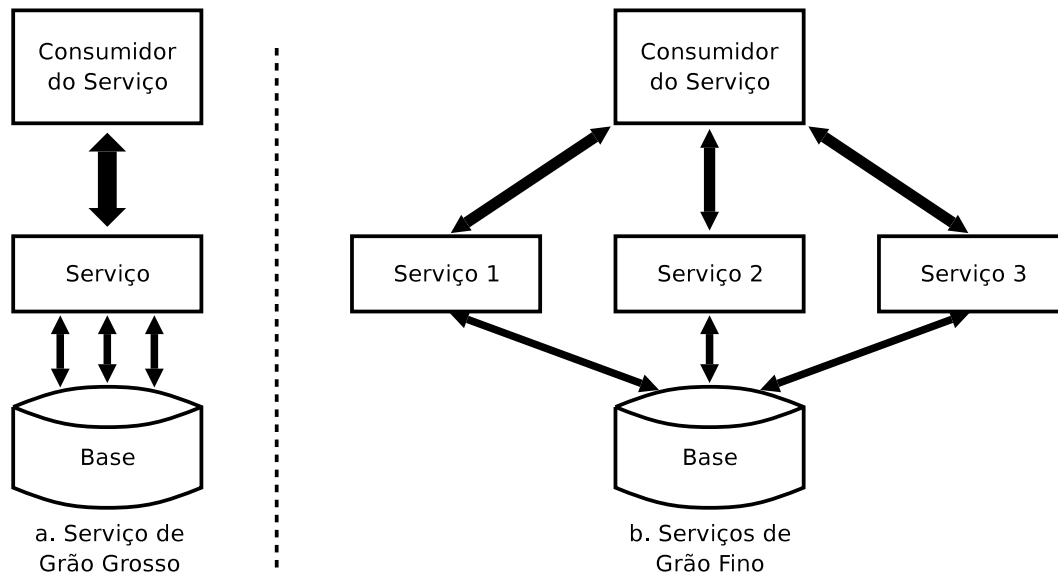 Consumidor
do Serviço
Serviço
Base
a. Serviço de
Grão Grosso
Consumidor
do Serviço
Serviço 1
Serviço 2
Serviço 3
Base
b. Serviços de
Grão Fino